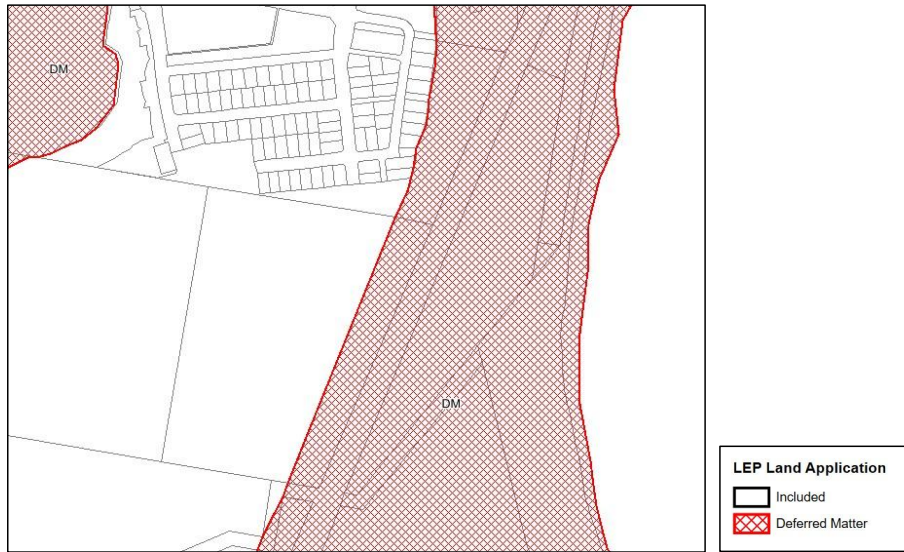 DM
DM
LEP Land Application
Included
Deferred Matter